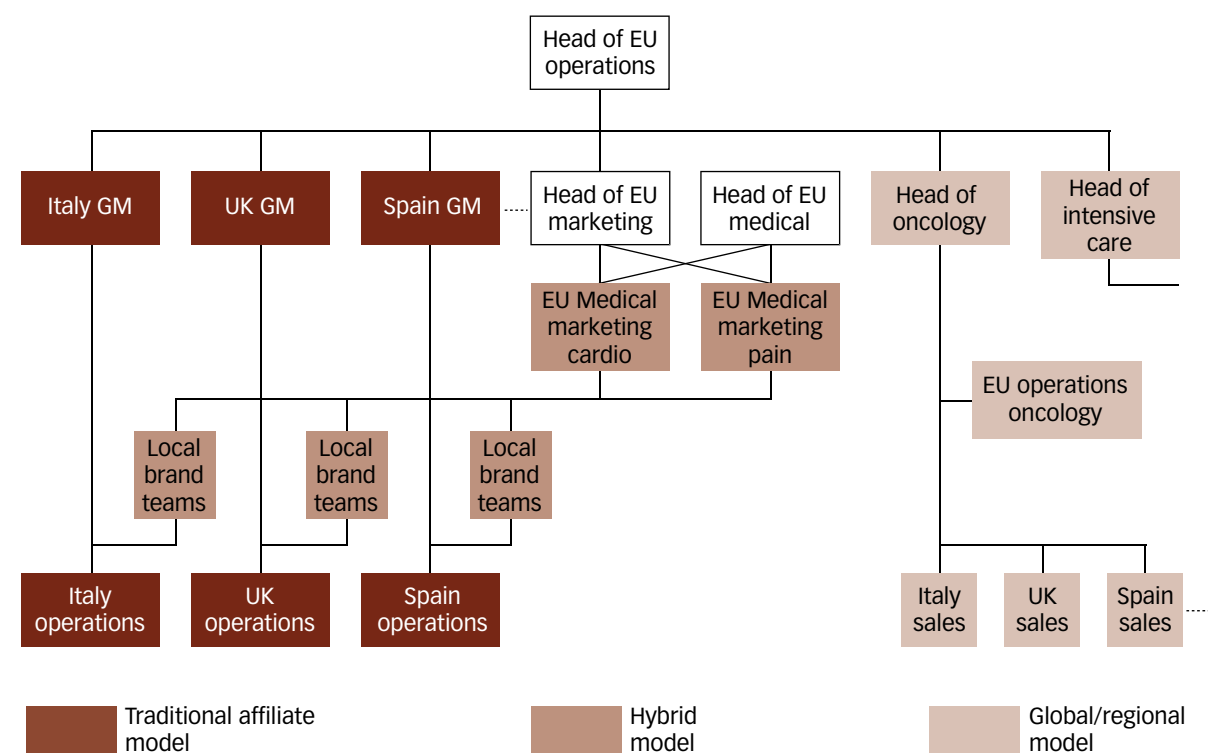 Head of EU
operations
Italy GM
UK GM
Spain GM
Head of EU
marketing
Head of EU
medical
Head of
oncology
Head of
intensive
care
EU Medical
marketing
cardio
EU Medical
marketing
pain
EU operations
oncology
Local
brand
teams
Local
brand
teams
Local
brand
teams
Italy
operations
UK
operations
Spain
operations
Italy
sales
UK
sales
Spain
sales
Traditional affiliate
model
Hybrid
model
Global/regional
model